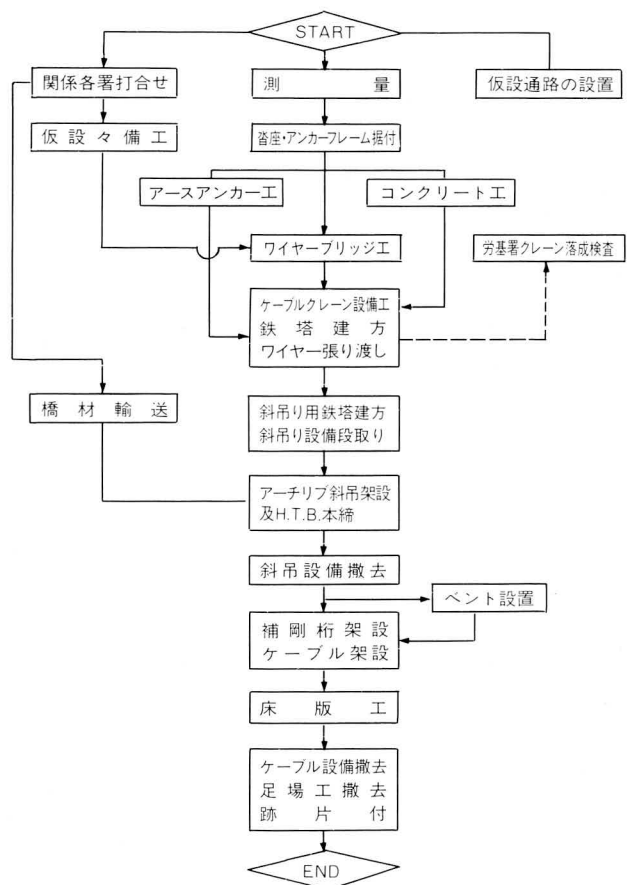 START
関係各署打合せ
測量
仮設通路の設置
仮設々備工
沓座・アンカーフレーム据付
アースアンカー工
コンクリート工
ワイヤーブリッジ工
労基署クレーン落成検査
ケーブルクレーン設備工
鉄塔建方
ワイヤー張り渡し
橋材輸送
斜吊り用鉄塔建方
斜吊り設備段取り
アーチリブ斜吊架設
及H.T.B.本締
斜吊設備撤去
ベント設置
補剛桁架設
ケーブル架設
床版工
ケーブル設備撤去
足場工撤去
跡片付
END